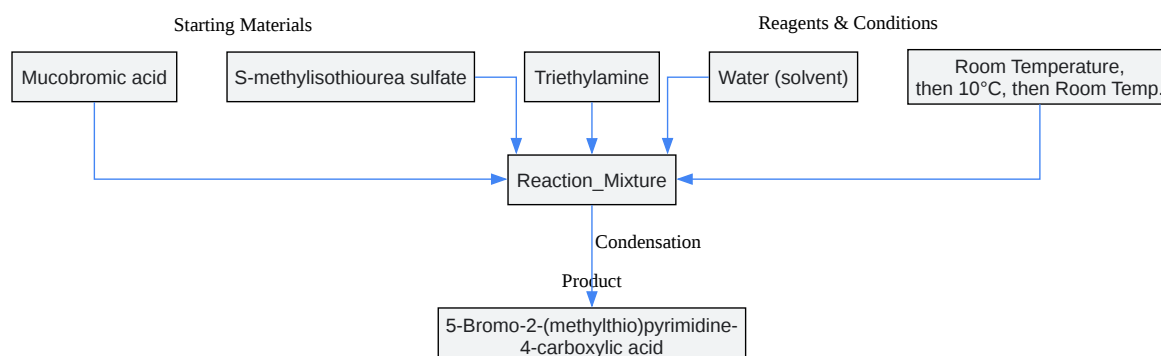 Starting Materials
Reagents & Conditions
Mucobromic acid
S-methylisothiourea sulfate
Triethylamine
Water (solvent)
Room Temperature,
then 10°C, then Room Temp.
Reaction_Mixture
Condensation
Product
5-Bromo-2-(methylthio)pyrimidine-
4-carboxylic acid